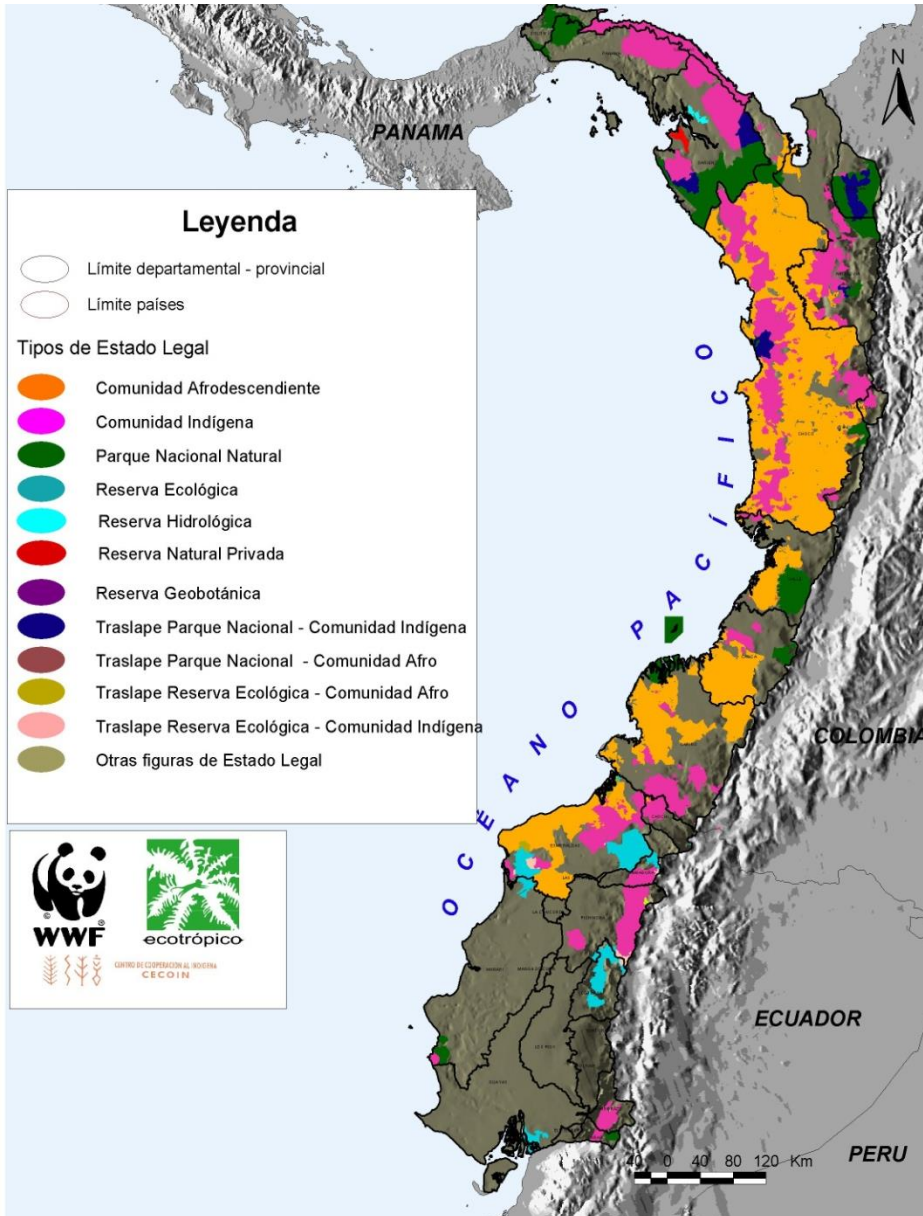 N
PANAMA
Leyenda
Límite departamental - provincial
Límite países
Tipos de Estado Legal
Comunidad Afrodescendiente
Comunidad Indígena
Parque Nacional Natural
Reserva Ecológica
Reserva Hidrológica
Reserva Natural Privada
Reserva Geobotánica
Traslape Parque Nacional - Comunidad Indígena
Traslape Parque Nacional - Comunidad Afro
Traslape Reserva Ecológica - Comunidad Afro
Traslape Reserva Ecológica - Comunidad Indígena
Otras figuras de Estado Legal
OCÉANO PACÍFICO
COLOMBIA
©
®
WWF
ecotrópico
CENTRO DE COOPERACION AL INDIGENA
CECOIN
ECUADOR
PERU
40 0 40 80 120 Km